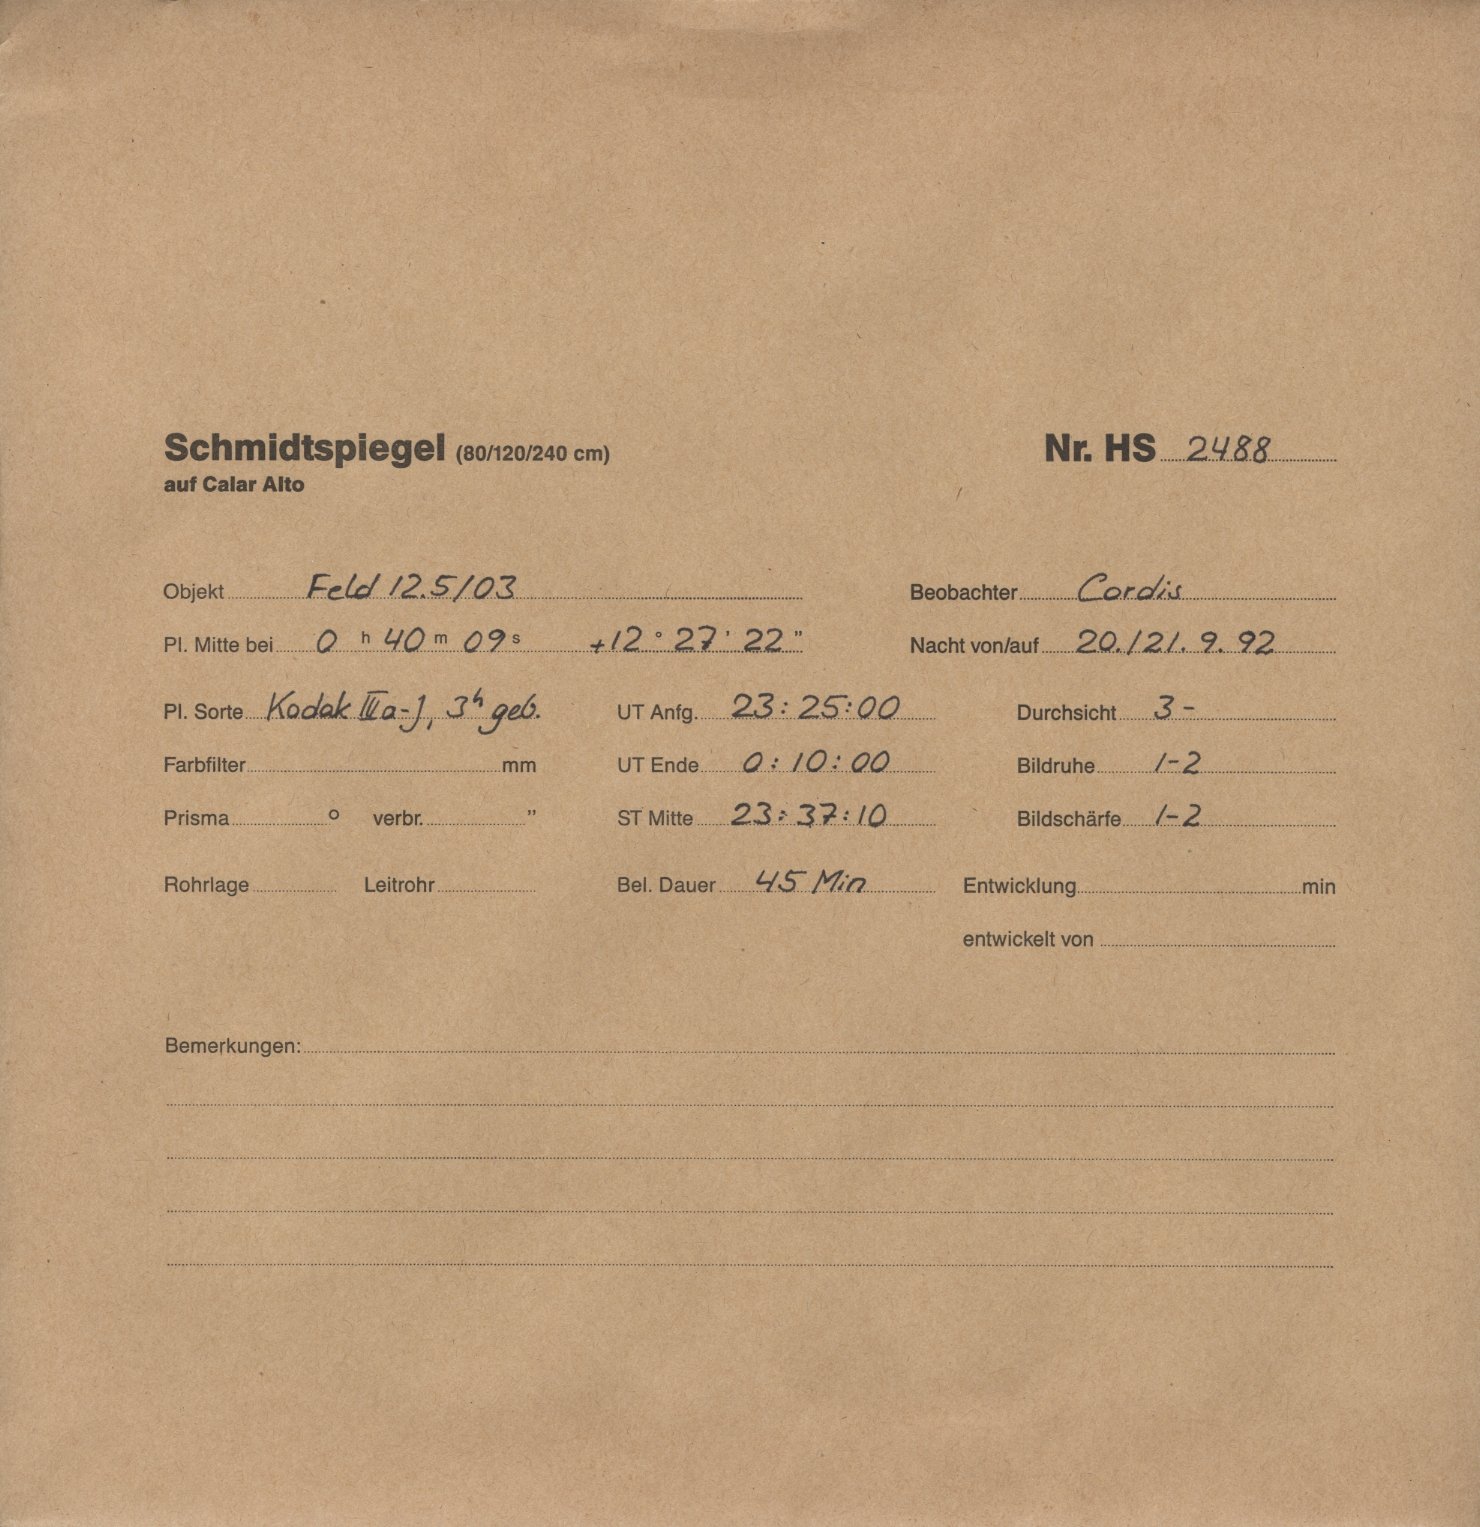 Schmidtspiegel (80/120/240 cm) Nr. HS 2488
auf Calar Alto
Objekt Feld 12.5/03 Beobachter Cordis
Pl. Mitte bei 0 h 40 m 09 s +12 ° 27 ' 22 " Nacht von/auf 20./21. 9. 92
Pl. Sorte Kodak IIIa-J, 3h geb. UT Anfg. 23:25:00 Durchsicht 3-
Farbfilter mm UT Ende 0:10:00 Bildruhe 1-2
Prisma ° verbr. " ST Mitte 23:37:10 Bildschärfe 1-2
Rohrlage Leitrohr Bel. Dauer 45 Min Entwicklung min
entwickelt von
Bemerkungen: